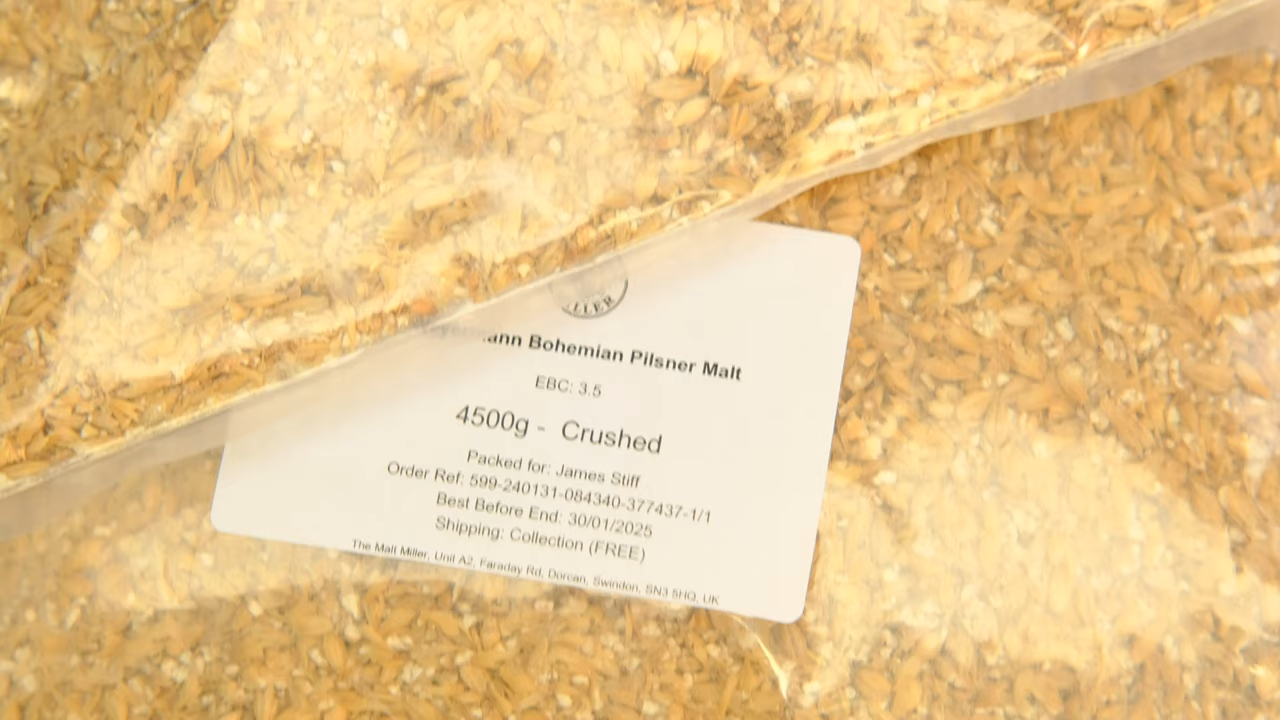 LLER
Bohemian Pilsner Malt
EBC: 3.5
4500g - Crushed
Packed for: James Stiff
Order Ref: 599-240131-084340-377437-1/1
Best Before End: 30/01/2025
Shipping: Collection (FREE)
The Malt Miller, Unit A2, Faraday Rd, Dorcan, Swindon, SN3 5HQ, UK